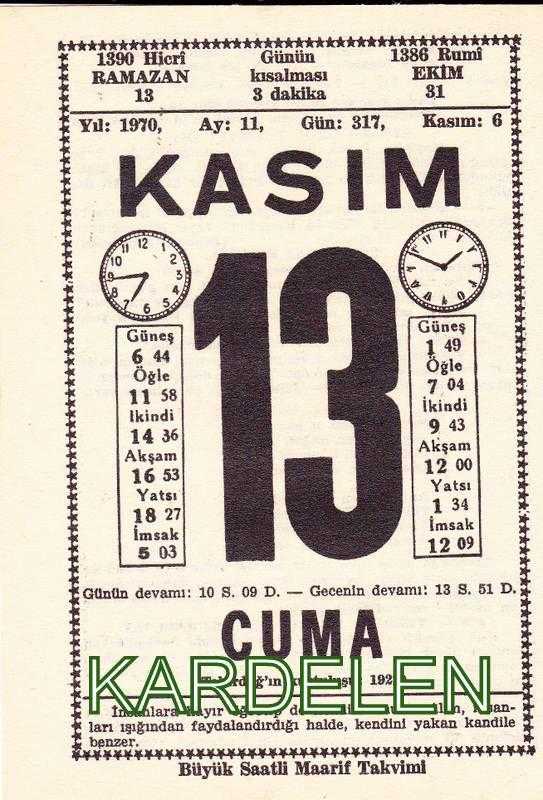 1390 Hicrî Günün 1386 Rumî
RAMAZAN kısalması EKİM
13 3 dakika 31
Yıl: 1970, Ay: 11, Gün: 317, Kasım: 6
KASIM
13
Güneş
6 44
Öğle
11 58
İkindi
14 36
Akşam
16 53
Yatsı
18 27
İmsak
5 03
Güneş
1 49
Öğle
7 04
İkindi
9 43
Akşam
12 00
Yatsı
1 34
İmsak
12 09
Günün devamı: 10 S. 09 D. — Gecenin devamı: 13 S. 51 D.
CUMA
KARDELEN
İnsanlara
ları ışığından faydalandırdığı halde, kendini yakan kandile
benzer.
Büyük Saatli Maarif Takvimi